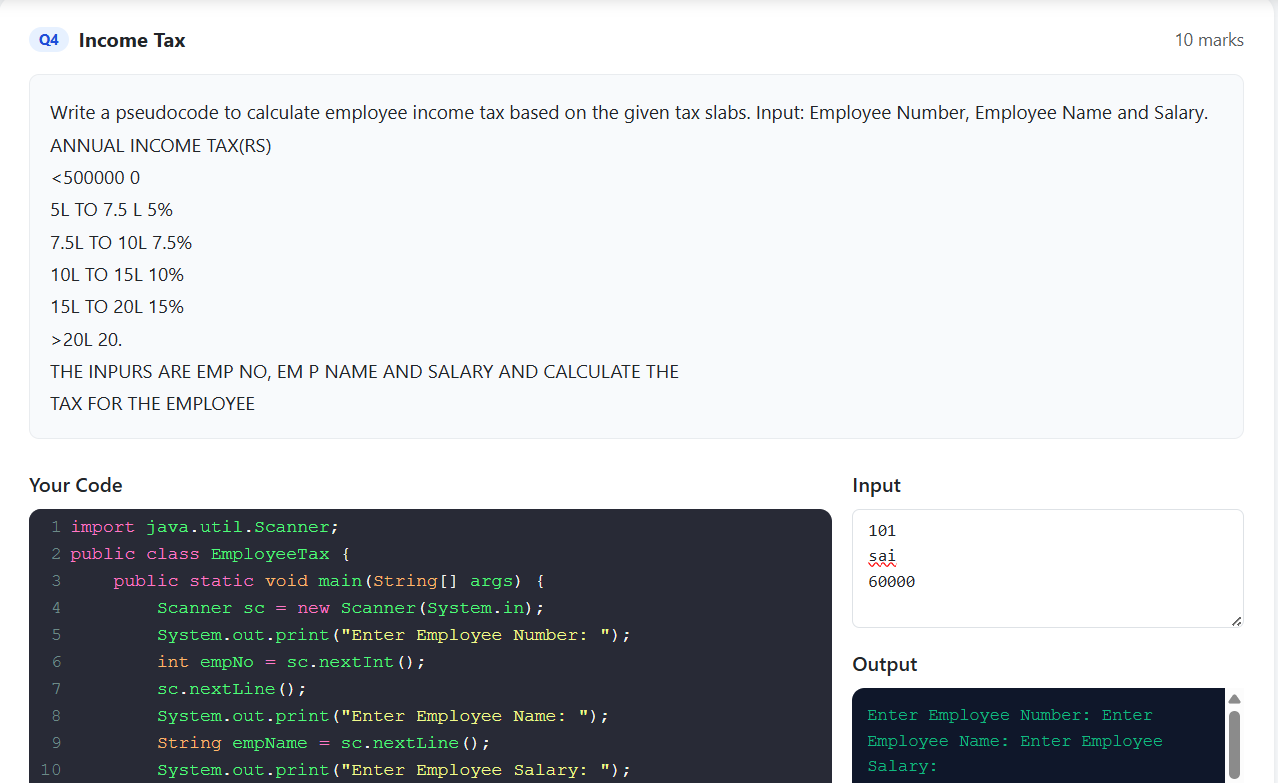 Q4 Income Tax 10 marks
Write a pseudocode to calculate employee income tax based on the given tax slabs. Input: Employee Number, Employee Name and Salary.
ANNUAL INCOME TAX(RS)
<500000 0
5L TO 7.5 L 5%
7.5L TO 10L 7.5%
10L TO 15L 10%
15L TO 20L 15%
>20L 20.
THE INPURS ARE EMP NO, EM P NAME AND SALARY AND CALCULATE THE
TAX FOR THE EMPLOYEE
Your Code
1 import java.util.Scanner;
2 public class EmployeeTax {
3     public static void main(String[] args) {
4         Scanner sc = new Scanner(System.in);
5         System.out.print("Enter Employee Number: ");
6         int empNo = sc.nextInt();
7         sc.nextLine();
8         System.out.print("Enter Employee Name: ");
9         String empName = sc.nextLine();
10         System.out.print("Enter Employee Salary: ");
Input
101
sai
60000
Output
Enter Employee Number: Enter
Employee Name: Enter Employee
Salary: